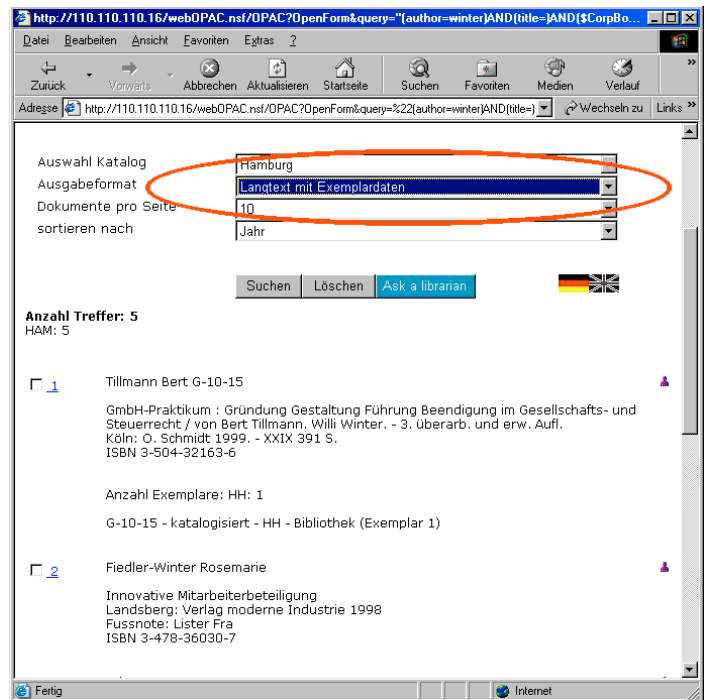 http://110.110.110.16/webOPAC.nsf/OPAC?OpenForm&query="(author=winter)AND(title=)AND($CorpBo...
Datei Bearbeiten Ansicht Favoriten Extras ?
Zurück Vorwärts Abbrechen Aktualisieren Startseite Suchen Favoriten Medien Verlauf »
Adresse http://110.110.110.16/webOPAC.nsf/OPAC?OpenForm&query=%22(author=winter)AND(title=) Wechseln zu Links »
Auswahl Katalog Hamburg
Ausgabeformat Langtext mit Exemplardaten
Dokumente pro Seite 10
sortieren nach Jahr
Suchen Löschen Ask a librarian
Anzahl Treffer: 5
HAM: 5
1 Tillmann Bert G-10-15
GmbH-Praktikum : Gründung Gestaltung Führung Beendigung im Gesellschafts- und
Steuerrecht / von Bert Tillmann. Willi Winter. - 3. überarb. und erw. Aufl.
Köln: O. Schmidt 1999. - XXIX 391 S.
ISBN 3-504-32163-6
Anzahl Exemplare: HH: 1
G-10-15 - katalogisiert - HH - Bibliothek (Exemplar 1)
2 Fiedler-Winter Rosemarie
Innovative Mitarbeiterbeteiligung
Landsberg: Verlag moderne Industrie 1998
Fussnote: Lister Fra
ISBN 3-478-36030-7
Fertig Internet